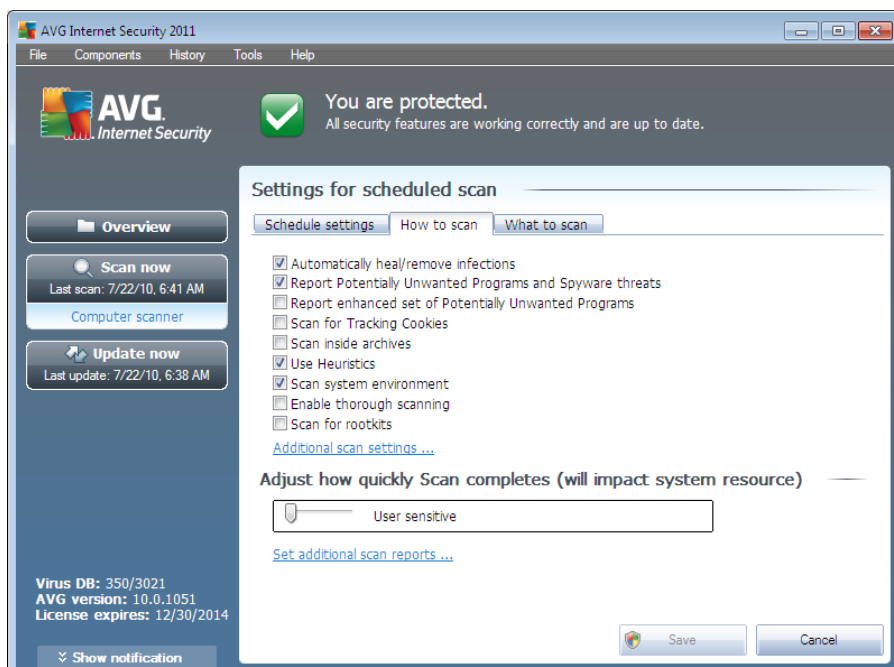 AVG Internet Security 2011
File Components History Tools Help
AVG.
Internet Security
You are protected.
All security features are working correctly and are up to date.
Overview
Scan now
Last scan: 7/22/10, 6:41 AM
Computer scanner
Update now
Last update: 7/22/10, 6:38 AM
Settings for scheduled scan
Schedule settings How to scan What to scan
Automatically heal/remove infections
Report Potentially Unwanted Programs and Spyware threats
Report enhanced set of Potentially Unwanted Programs
Scan for Tracking Cookies
Scan inside archives
Use Heuristics
Scan system environment
Enable thorough scanning
Scan for rootkits
Additional scan settings ...
Adjust how quickly Scan completes (will impact system resource)
User sensitive
Set additional scan reports ...
Virus DB: 350/3021
AVG version: 10.0.1051
License expires: 12/30/2014
Show notification
Save Cancel